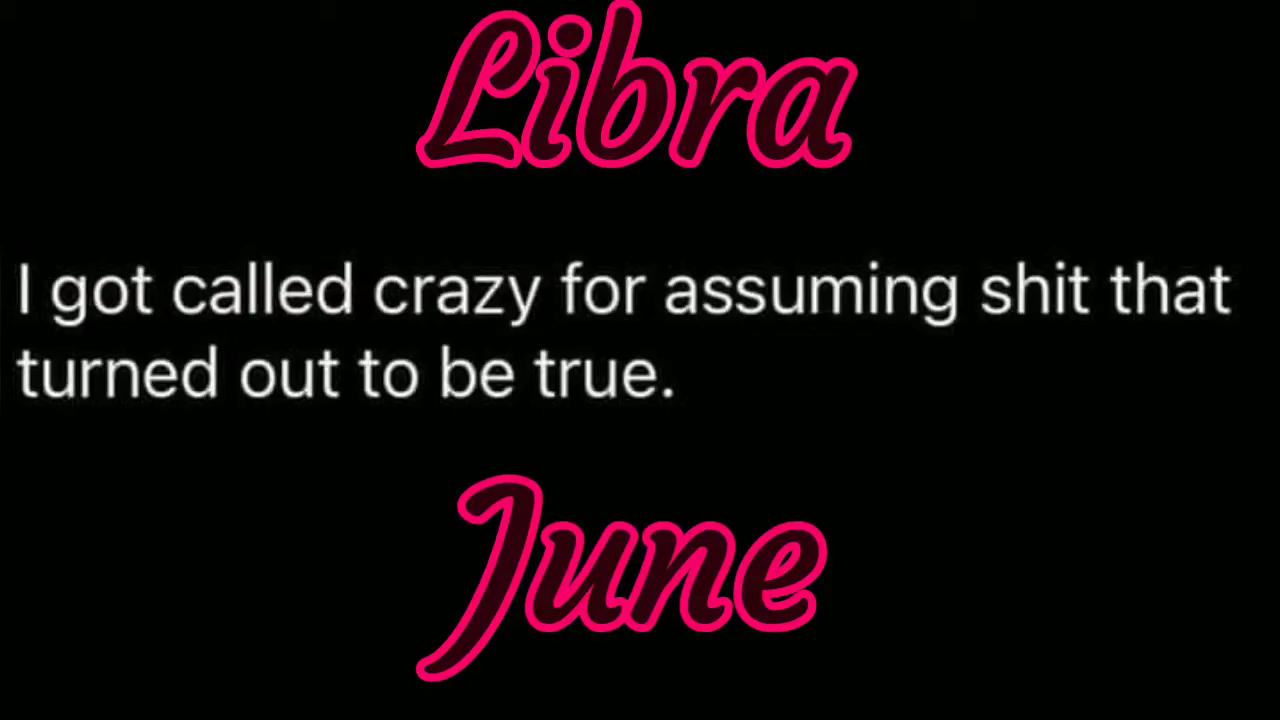 Libra
I got called crazy for assuming shit that
turned out to be true.
June